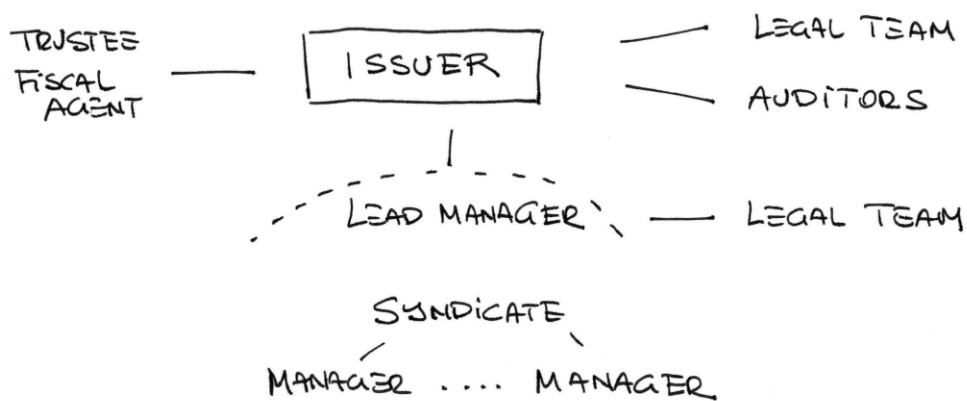 TRUSTEE
FISCAL
AGENT
ISSUER
LEGAL TEAM
AUDITORS
LEAD MANAGER
LEGAL TEAM
SYNDICATE
MANAGER .... MANAGER